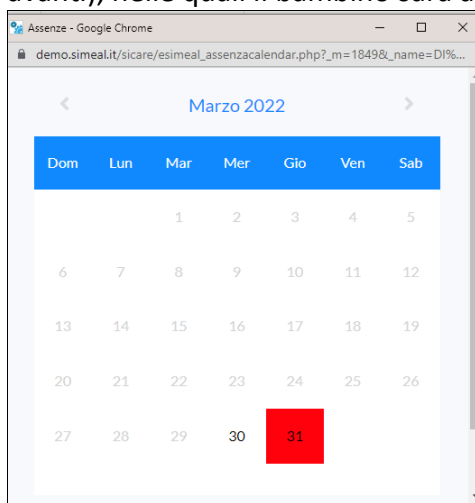 avanti), nelle quali il bambino sarà
Assenze - Google Chrome
demo.simeal.it/sicare/esimeal_assenzacalendar.php?_m=1849&_name=DI%...
Marzo 2022
Dom Lun Mar Mer Gio Ven Sab
1 2 3 4 5
6 7 8 9 10 11 12
13 14 15 16 17 18 19
20 21 22 23 24 25 26
27 28 29 30 31